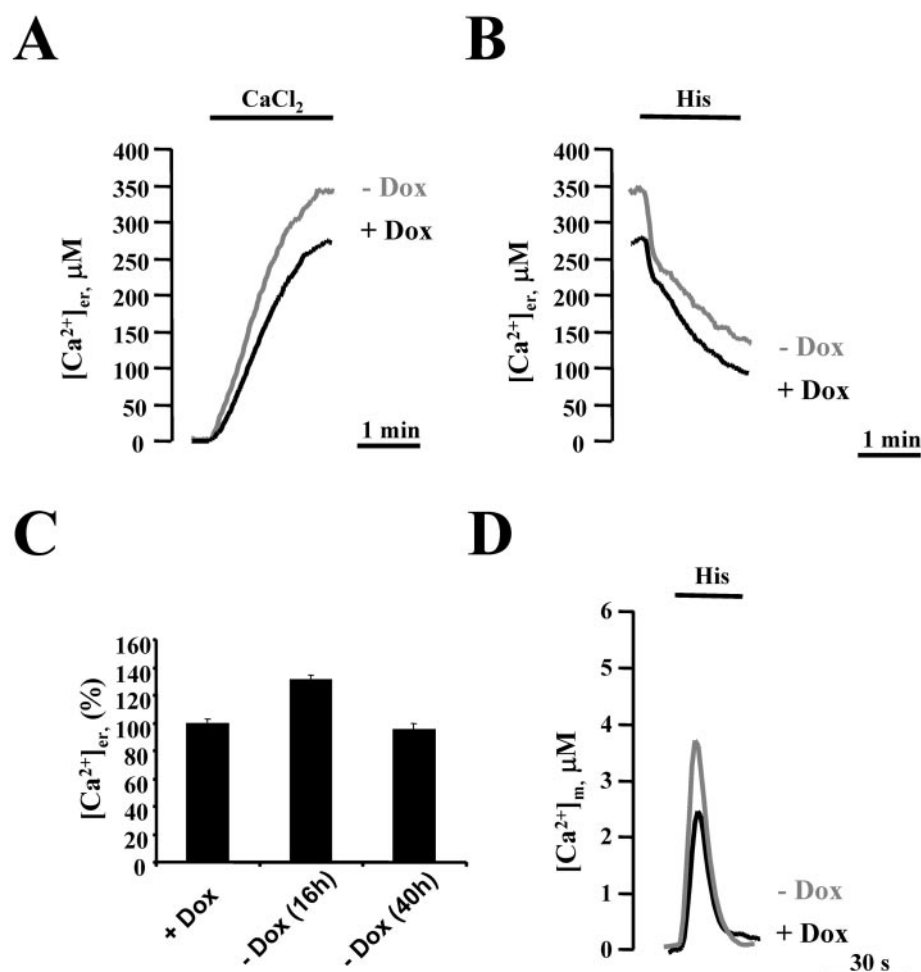 A
CaCl₂
400
350
300
250
200
150
100
50
0
[Ca²⁺]er, μM
- Dox
+ Dox
1 min
B
His
400
350
300
250
200
150
100
50
0
[Ca²⁺]er, μM
- Dox
+ Dox
1 min
C
160
140
120
100
80
60
40
20
0
[Ca²⁺]er, (%)
+ Dox
- Dox (16h)
- Dox (40h)
D
His
6
5
4
3
2
1
0
[Ca²⁺]m, μM
- Dox
+ Dox
30 s